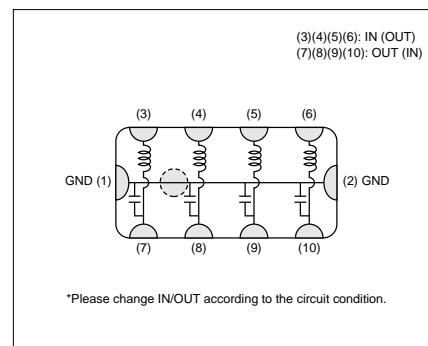 (3)(4)(5)(6): IN (OUT)
(7)(8)(9)(10): OUT (IN)
(3) (4) (5) (6)
GND (1) (2) GND
(7) (8) (9) (10)
*Please change IN/OUT according to the circuit condition.